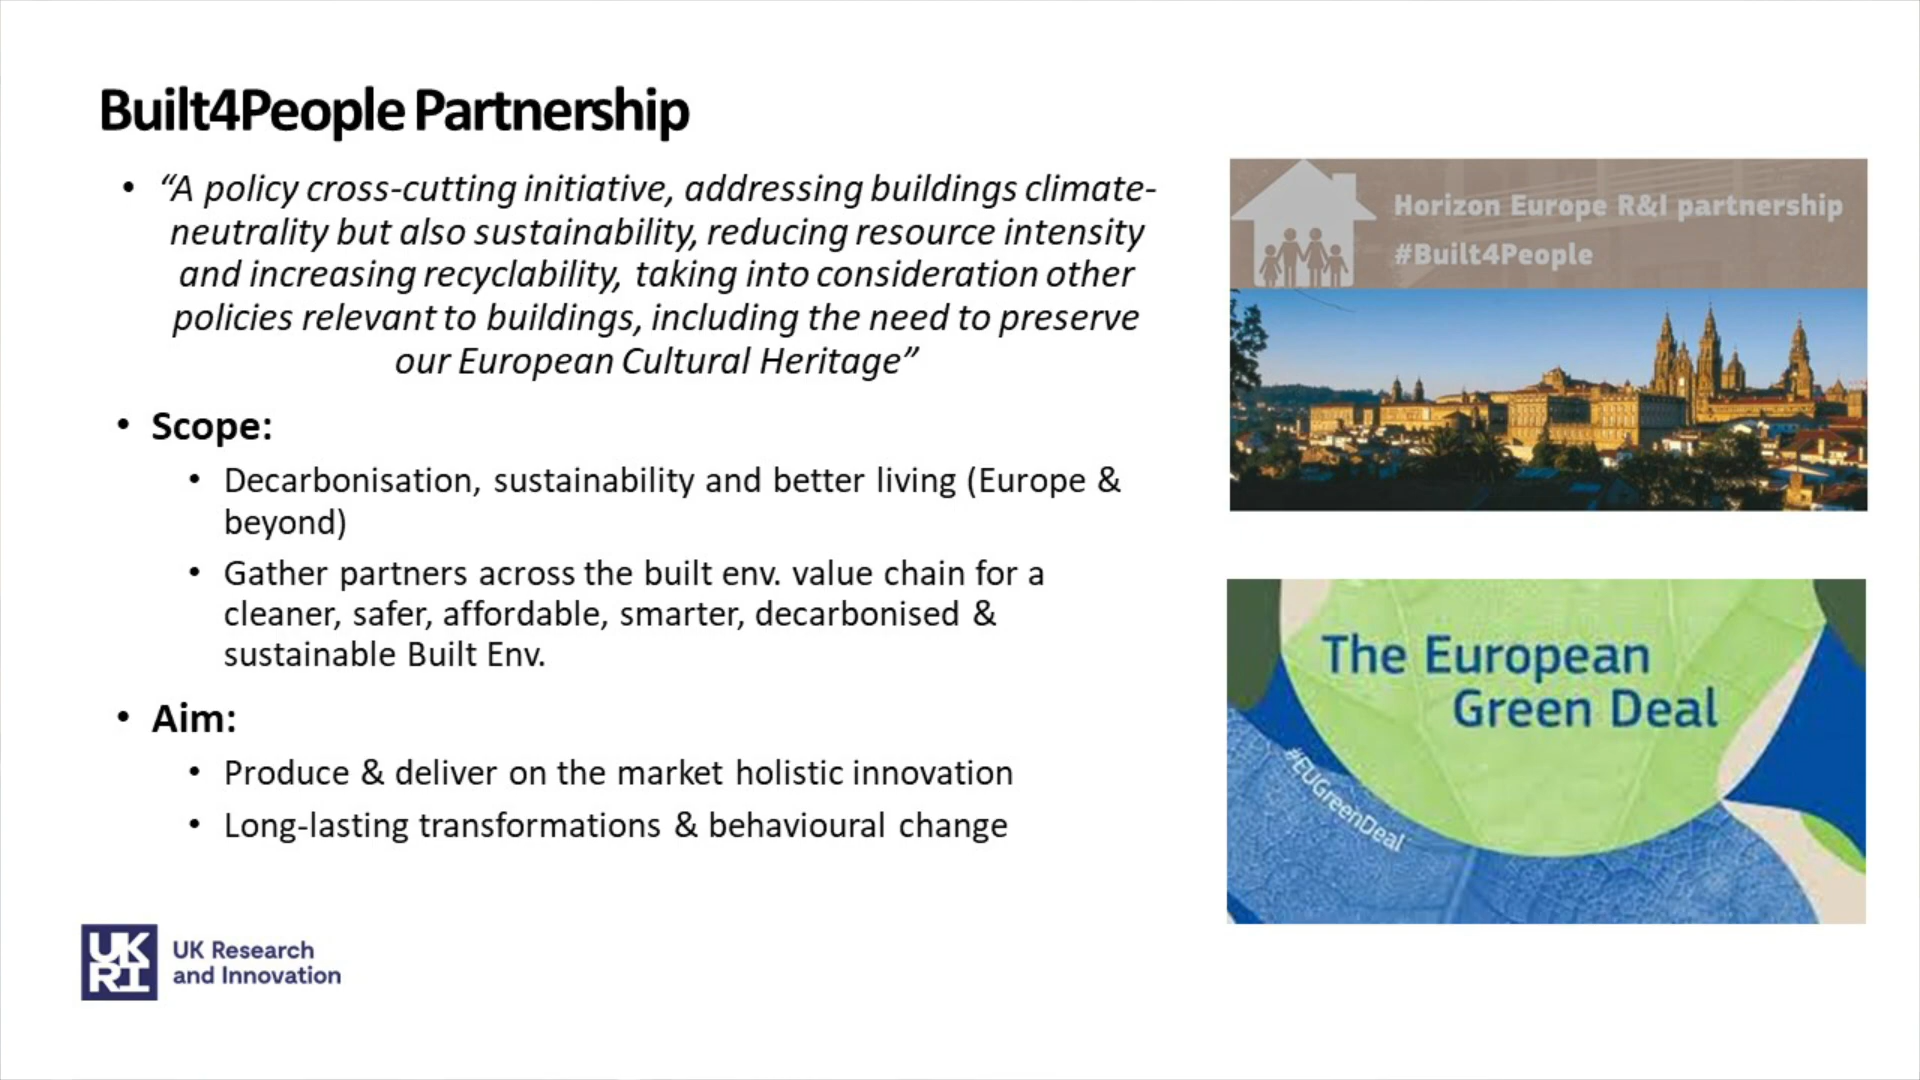 Built4People Partnership
• “A policy cross-cutting initiative, addressing buildings climate-
neutrality but also sustainability, reducing resource intensity
and increasing recyclability, taking into consideration other
policies relevant to buildings, including the need to preserve
our European Cultural Heritage”
• Scope:
• Decarbonisation, sustainability and better living (Europe &
beyond)
• Gather partners across the built env. value chain for a
cleaner, safer, affordable, smarter, decarbonised &
sustainable Built Env.
• Aim:
• Produce & deliver on the market holistic innovation
• Long-lasting transformations & behavioural change
Horizon Europe R&I partnership
#Built4People
The European
Green Deal
#EUGreenDeal
UK
RI
UK Research
and Innovation